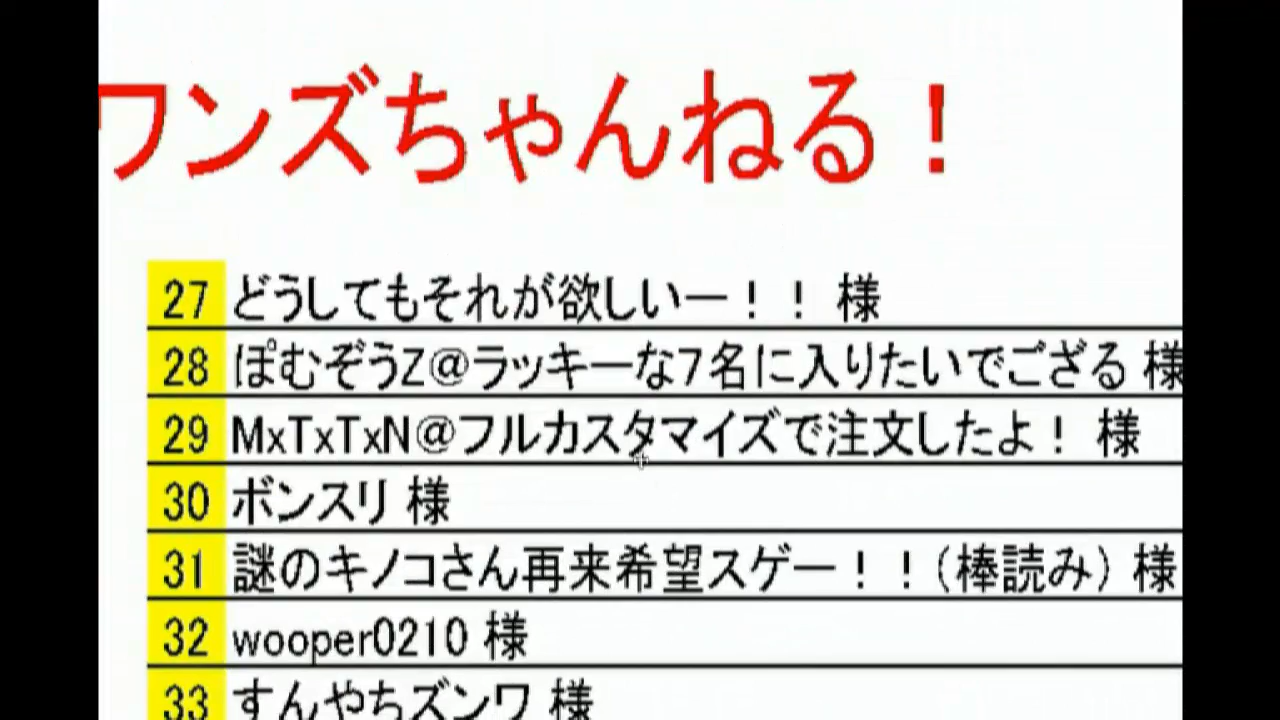 ワンズちゃんねる！
27 どうしてもそれが欲しいー！！ 様
28 ぽむぞうZ@ラッキーな7名に入りたいでござる 様
29 MxTxTxN@フルカスタマイズで注文したよ！ 様
30 ボンスリ 様
31 謎のキノコさん再来希望スゲー！！（棒読み） 様
32 wooper0210 様
33 すんやちズンワ 様